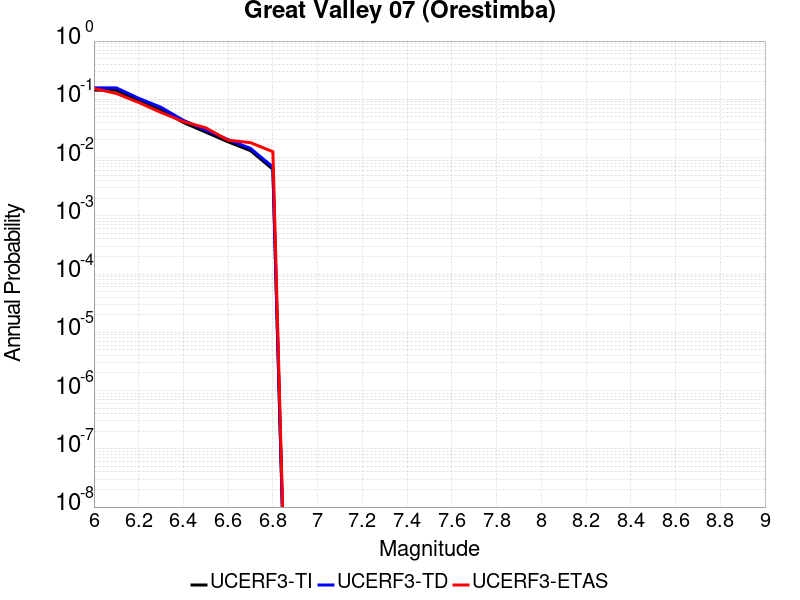 Great Valley 07 (Orestimba)
10^0
10^-1
10^-2
10^-3
10^-4
10^-5
10^-6
10^-7
10^-8
Annual Probability
6 6.2 6.4 6.6 6.8 7 7.2 7.4 7.6 7.8 8 8.2 8.4 8.6 8.8 9
Magnitude
UCERF3-TI UCERF3-TD UCERF3-ETAS